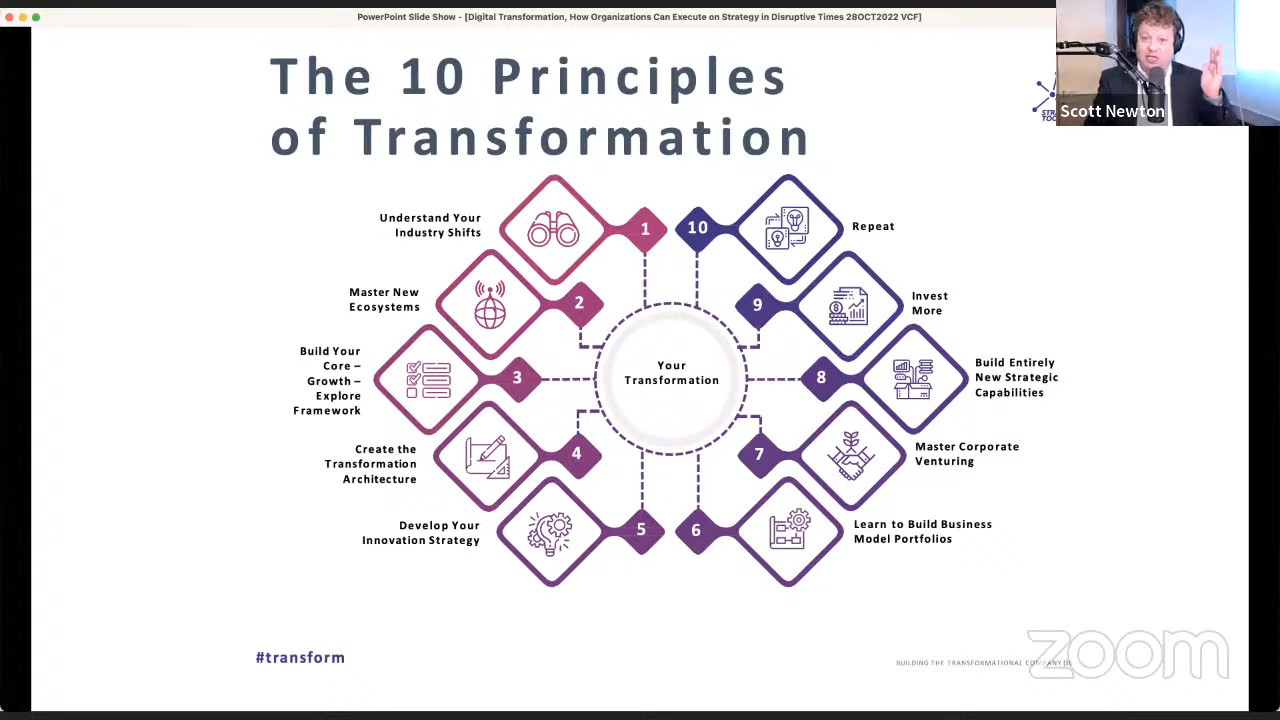 PowerPoint Slide Show - [Digital Transformation, How Organizations Can Execute on Strategy in Disruptive Times 28OCT2022 VCF]
The 10 Principles
of Transformation
Scott Newton
Understand Your
Industry Shifts
1
Master New
Ecosystems
2
Build Your
Core –
Growth –
Explore
Framework
3
Create the
Transformation
Architecture
4
Develop Your
Innovation Strategy
5
Your
Transformation
10
Repeat
9
Invest
More
8
Build Entirely
New Strategic
Capabilities
7
Master Corporate
Venturing
6
Learn to Build Business
Model Portfolios
#transform
BUILDING THE TRANSFORMATIONAL COMPANY
zoom